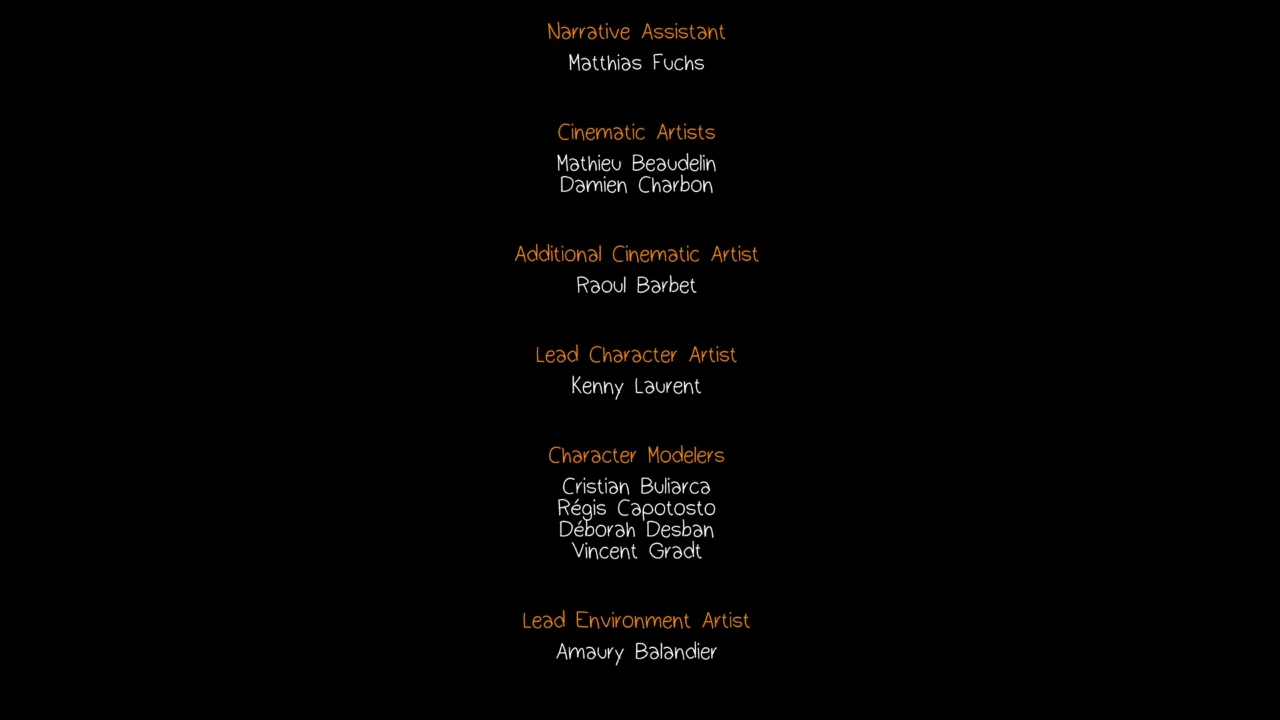 Narrative Assistant
Matthias Fuchs
Cinematic Artists
Mathieu Beaudelin
Damien Charbon
Additional Cinematic Artist
Raoul Barbet
Lead Character Artist
Kenny Laurent
Character Modelers
Cristian Buliarca
Régis Capotosto
Déborah Desban
Vincent Gradt
Lead Environment Artist
Amaury Balandier